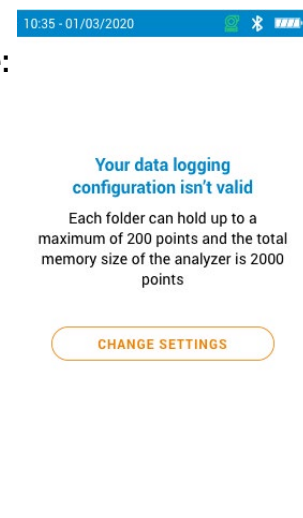 10:35 - 01/03/2020
:
Your data logging
configuration isn't valid
Each folder can hold up to a
maximum of 200 points and the total
memory size of the analyzer is 2000
points
CHANGE SETTINGS